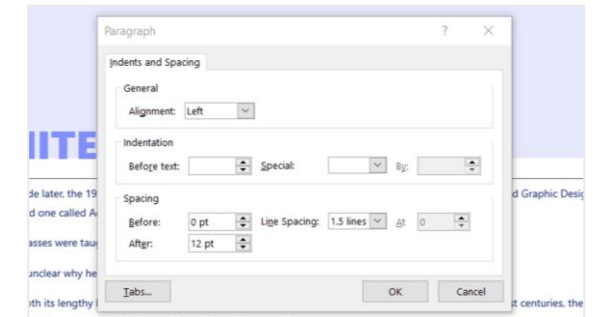 Paragraph ? ×
Indents and Spacing
General
Alignment: Left
IITE
Indentation
Before text: Special: By:
de later, the 19 d Graphic Desig
Spacing
d one called A
Before: 0 pt Line Spacing: 1.5 lines At 0
asses were tau
After: 12 pt
unclear why he
Tabs... OK Cancel
th its lengthy st centuries, the